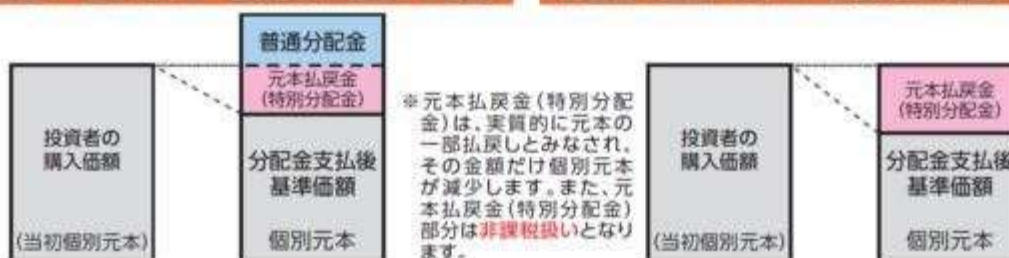 普通分配金
元本払戻金
(特別分配金)
投資者の
購入価額
(当初個別元本)
分配金支払後
基準価額
個別元本
※元本払戻金(特別分配
金)は、実質的に元本の
一部払戻しとみなされ、
その金額だけ個別元本
が減少します。また、元
本払戻金(特別分配金)
部分は非課税扱いとなり
ます。
投資者の
購入価額
(当初個別元本)
元本払戻金
(特別分配金)
分配金支払後
基準価額
個別元本